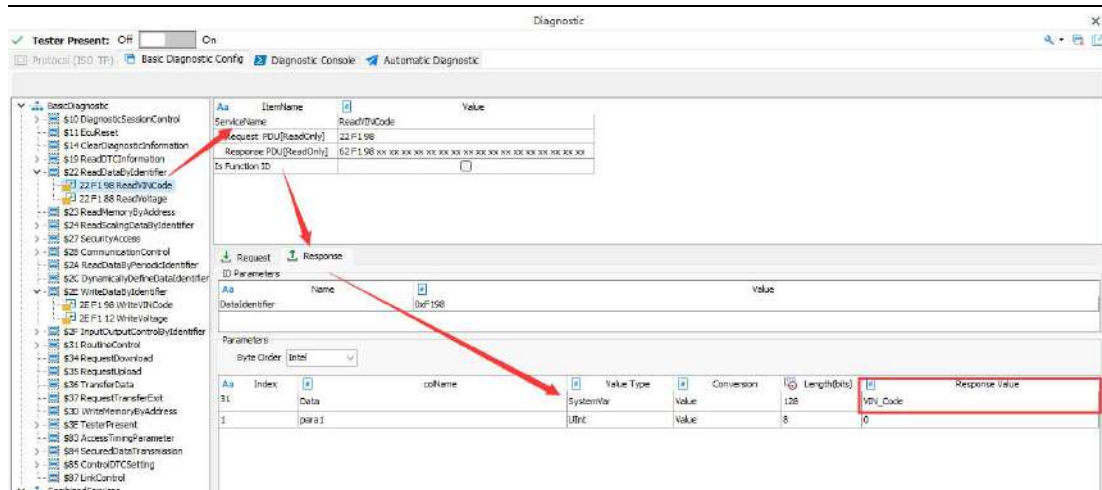 Diagnostic
Tester Present: Off On
Protocol (ISO TP) Basic Diagnostic Config Diagnostic Console Automatic Diagnostic
BasicDiagnostic
$10 DiagnosticSessionControl
$11 EcuReset
$14 ClearDiagnosticInformation
$19 ReadDTCInformation
$22 ReadDataByIdentifier
22 F1 98 ReadVINCode
22 F1 88 ReadVoltage
$23 ReadMemoryByAddress
$24 ReadScalingDataByIdentifier
$27 SecurityAccess
$28 CommunicationControl
$2A ReadDataByPeriodicIdentifier
$2C DynamicallyDefineDataIdentifier
$2E WriteDataByIdentifier
2E F1 98 WriteVINCode
2E F1 12 WriteVoltage
$2F InputOutputControlByIdentifier
$31 RoutineControl
$34 RequestDownload
$35 RequestUpload
$36 TransferData
$37 RequestTransferExit
$3D WriteMemoryByAddress
$3E TesterPresent
$83 AccessTimingParameter
$84 SecuredDataTransmission
$85 ControlDTCSetting
$87 LinkControl
Aa ItemName # Value
ServiceName ReadVINCode
Request PDU[ReadOnly] 22 F1 98
Response PDU[ReadOnly] 62 F1 98 xx xx xx xx xx xx xx xx xx xx xx xx xx xx xx xx xx
Is Function ID
Request Response
ID Parameters
Aa Name # Value
DataIdentifier 0xF198
Parameters
Byte Order Intel
Aa Index # colName # Value Type # Conversion Length(bits) # Response Value
31 Data SystemVar Value 128 VIN_Code
1 para1 UInt Value 8 0